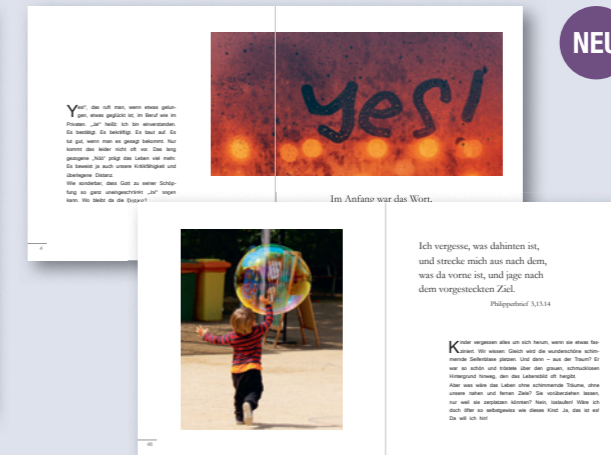 NEU
yes!
Yes!“, das ruft man, wenn etwas gelun-
gen, etwas geglückt ist, im Beruf wie im
Privaten. „Ja“ heißt: Ich bin einverstanden.
Es bestätigt. Es bekräftigt. Es baut auf. Es
tut gut, wenn man es gesagt bekommt. Nur
kommt das leider nicht oft vor. Das lang
gezogene „Nöö“ prägt das Leben viel mehr.
Es beweist ja auch unsere Kritikfähigkeit und
überlegene Distanz.
Wie sonderbar, dass Gott zu seiner Schöp-
fung so ganz uneingeschränkt „Ja“ sagen
kann. Wo bleibt da die Distanz?
Im Anfang war das Wort,
Ich vergesse, was dahinten ist,
und strecke mich aus nach dem,
was da vorne ist, und jage nach
dem vorgesteckten Ziel.
Philipperbrief 3,13.14
Kinder vergessen alles um sich herum, wenn sie etwas fas-
ziniert. Wir wissen: Gleich wird die wunderschöne schim-
mernde Seifenblase platzen. Und dann – aus der Traum? Er
war so schön und tröstete über den grauen, schmucklosen
Hintergrund hinweg, den das Lebensbild oft hergibt.
Aber was wäre das Leben ohne schimmernde Träume, ohne
unsere nahen und fernen Ziele? Sie vorüberziehen lassen,
nur weil sie zerplatzen könnten? Nein, loslaufen! Wäre ich
doch öfter so selbstgewiss wie dieses Kind: Ja, das ist es!
Da will ich hin!